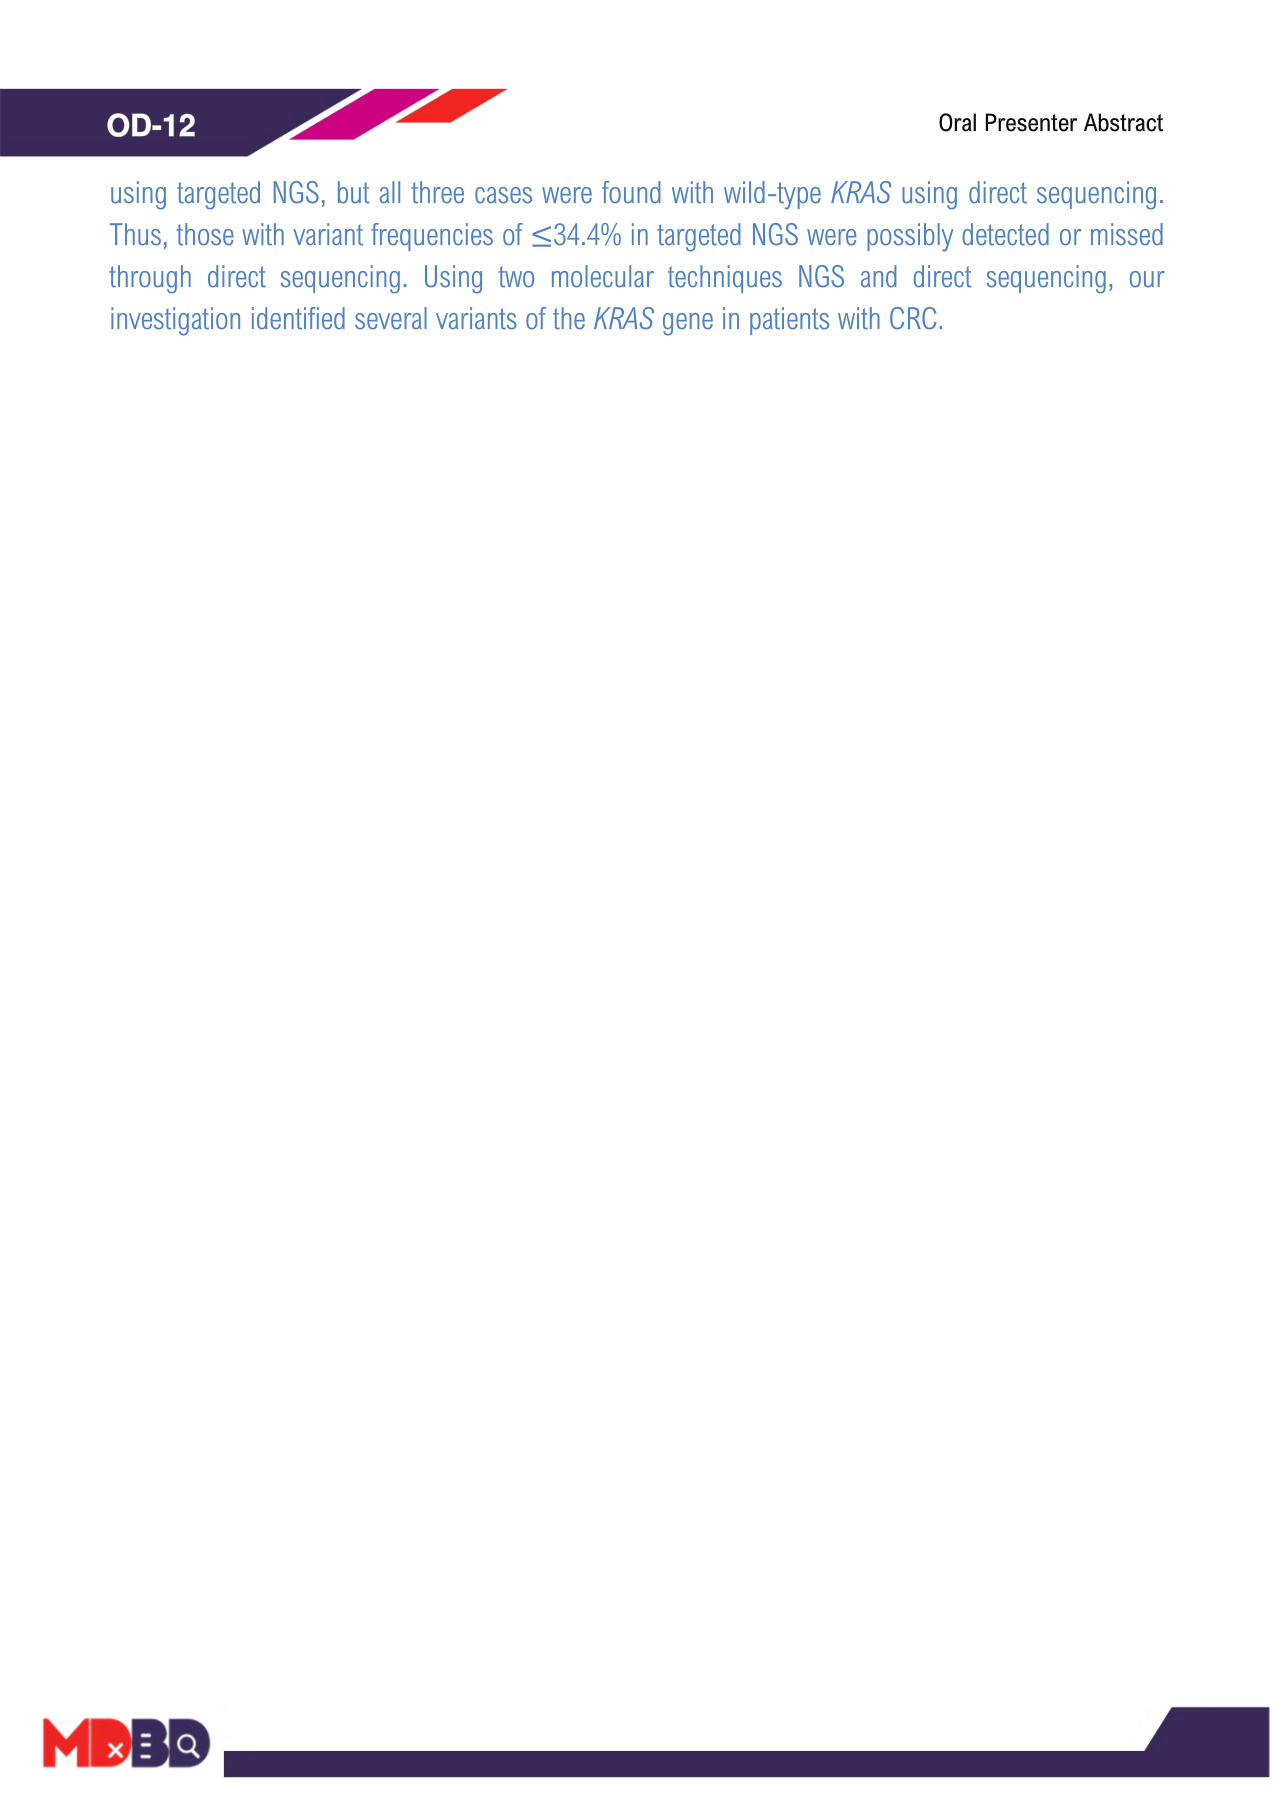 OD-12
Oral Presenter Abstract
using targeted NGS, but all three cases were found with wild-type KRAS using direct sequencing.
Thus, those with variant frequencies of ≤34.4% in targeted NGS were possibly detected or missed
through direct sequencing. Using two molecular techniques NGS and direct sequencing, our
investigation identified several variants of the KRAS gene in patients with CRC.
MDxBD